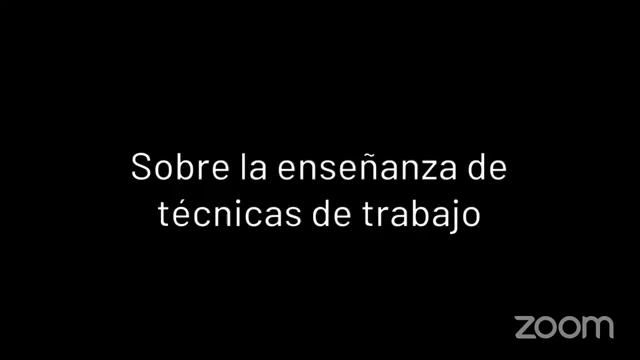 Sobre la enseñanza de
técnicas de trabajo
zoom